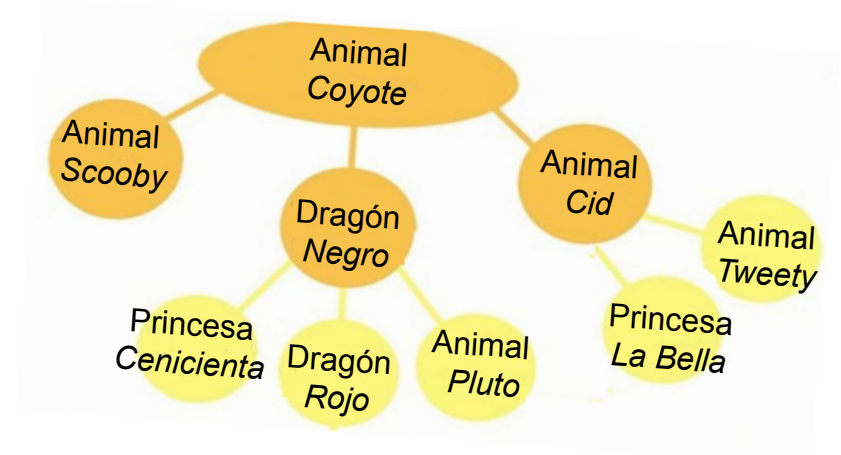 Animal
Coyote
Animal
Scooby
Dragón
Negro
Animal
Cid
Animal
Tweety
Princesa
Cenicienta
Dragón
Rojo
Animal
Pluto
Princesa
La Bella